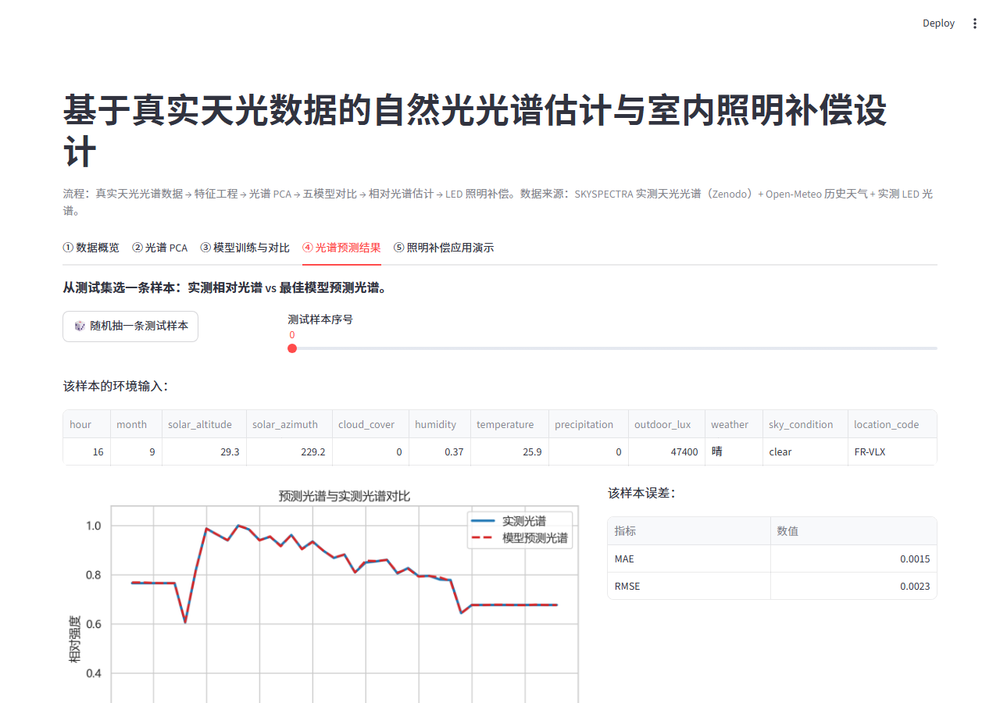 Deploy
基于真实天光数据的自然光光谱估计与室内照明补偿设
计
流程：真实天光光谱数据 → 特征工程 → 光谱 PCA → 五模型对比 → 相对光谱估计 → LED 照明补偿。数据来源：SKYSPECTRA 实测天光光谱（Zenodo）+ Open-Meteo 历史天气 + 实测 LED 光
谱。
① 数据概览 ② 光谱 PCA ③ 模型训练与对比 ④ 光谱预测结果 ⑤ 照明补偿应用演示
从测试集选一条样本：实测相对光谱 vs 最佳模型预测光谱。
随机抽一条测试样本
测试样本序号
0
该样本的环境输入：
hour month solar_altitude solar_azimuth cloud_cover humidity temperature precipitation outdoor_lux weather sky_condition location_code
16 9 29.3 229.2 0 0.37 25.9 0 47400 晴 clear FR-VLX
预测光谱与实测光谱对比
实测光谱
模型预测光谱
1.0
0.8
0.6
0.4
相对强度
该样本误差：
指标 数值
MAE 0.0015
RMSE 0.0023